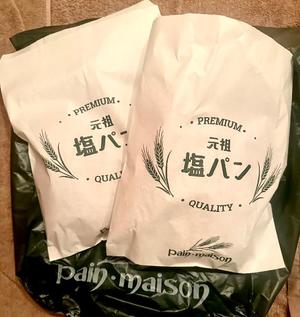 PREMIUM
元祖
塩パン
QUALITY
PREMIUM
元祖
塩パン
QUALITY
pain·maison
pain·maison